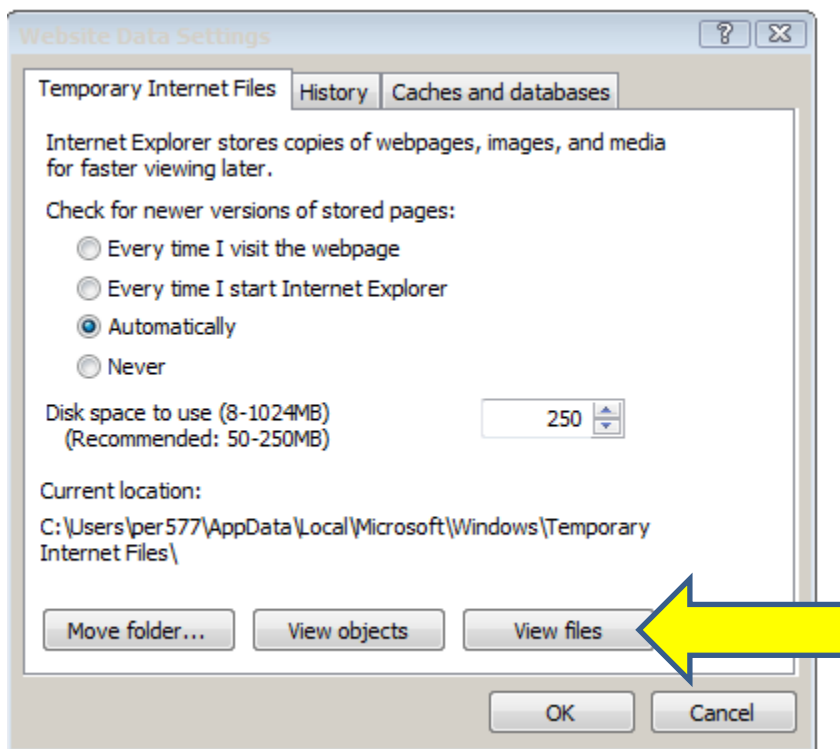 Website Data Settings
Temporary Internet Files
History
Caches and databases
Internet Explorer stores copies of webpages, images, and media
for faster viewing later.
Check for newer versions of stored pages:
Every time I visit the webpage
Every time I start Internet Explorer
Automatically
Never
Disk space to use (8-1024MB)
250
(Recommended: 50-250MB)
Current location:
C:\Users\per577\AppData\Local\Microsoft\Windows\Temporary
Internet Files\
Move folder...
View objects
View files
OK
Cancel